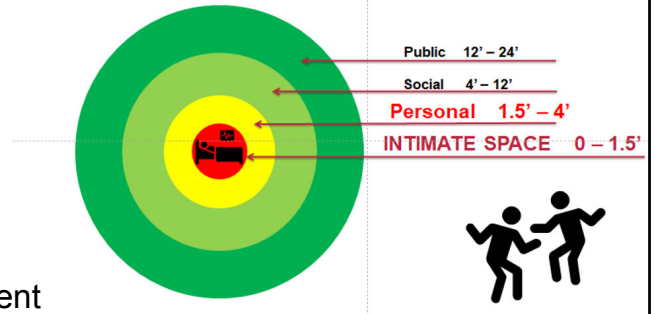 Public 12’ – 24’
Social 4’ – 12’
Personal 1.5’ – 4’
INTIMATE SPACE 0 – 1.5’
ent